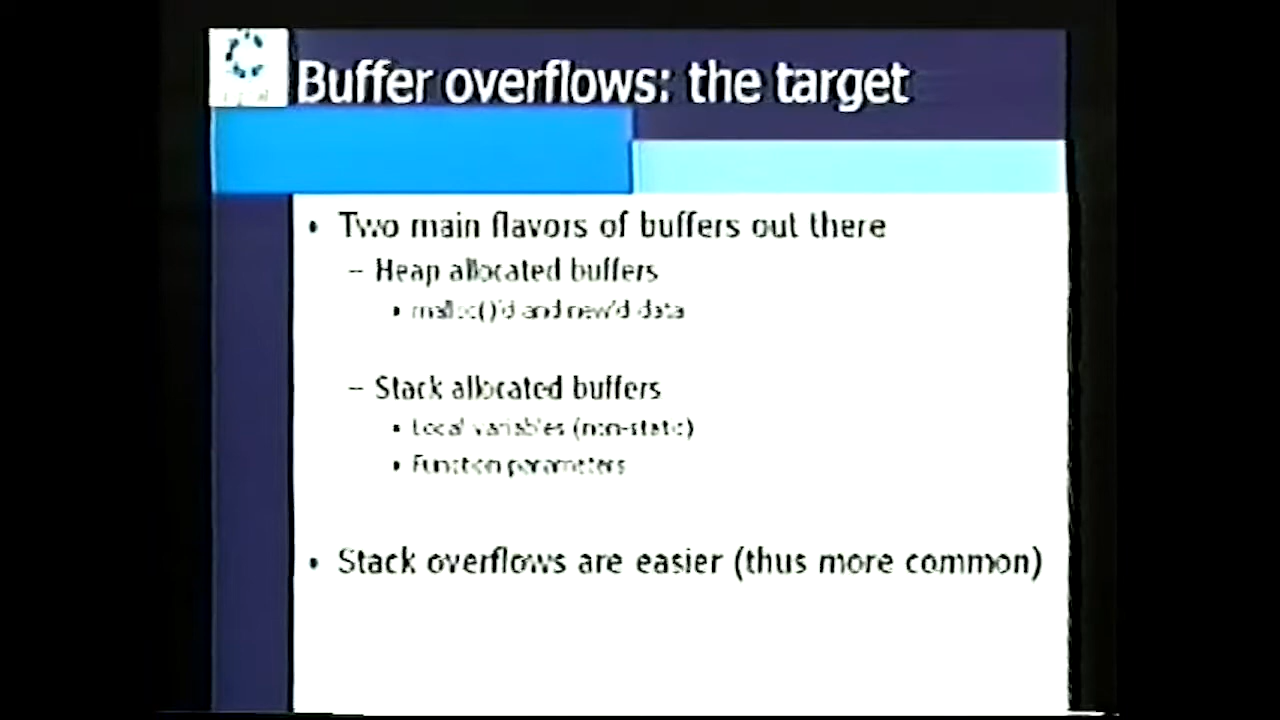 Buffer overflows: the target
• Two main flavors of buffers out there
– Heap allocated buffers
• malloc()'d and new'd data
– Stack allocated buffers
• Local variables (non-static)
• Function parameters
• Stack overflows are easier (thus more common)